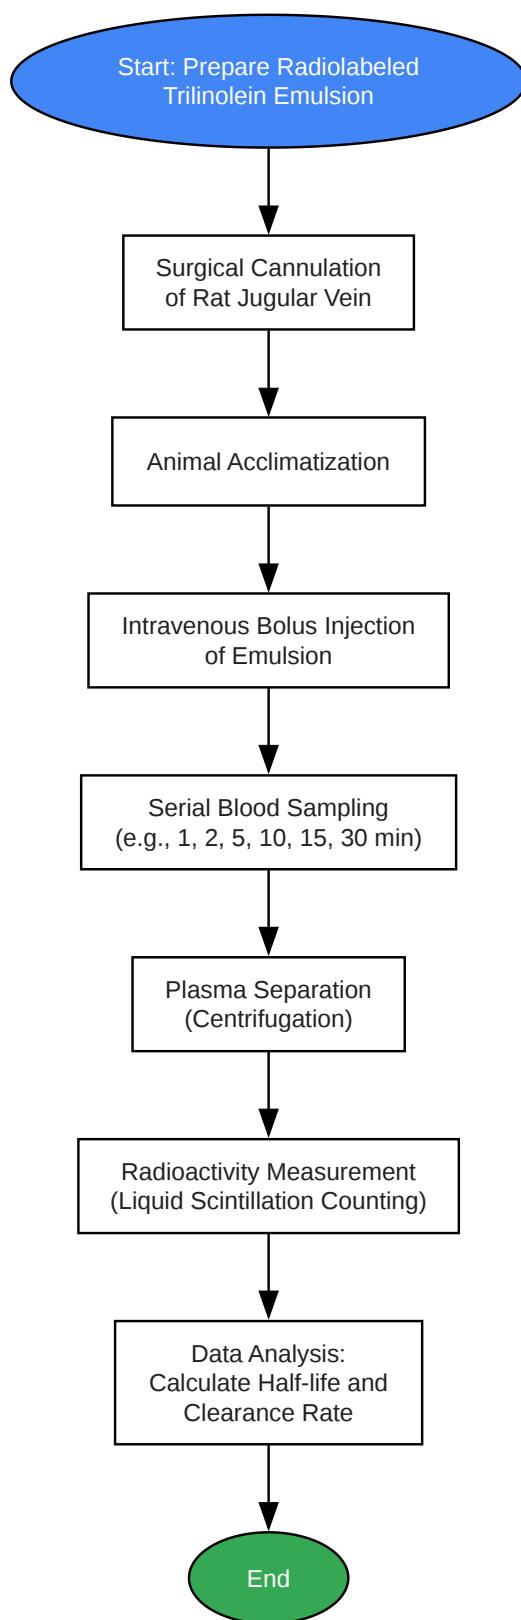 Start: Prepare Radiolabeled
Trilinolein Emulsion
Surgical Cannulation
of Rat Jugular Vein
Animal Acclimatization
Intravenous Bolus Injection
of Emulsion
Serial Blood Sampling
(e.g., 1, 2, 5, 10, 15, 30 min)
Plasma Separation
(Centrifugation)
Radioactivity Measurement
(Liquid Scintillation Counting)
Data Analysis:
Calculate Half-life and
Clearance Rate
End